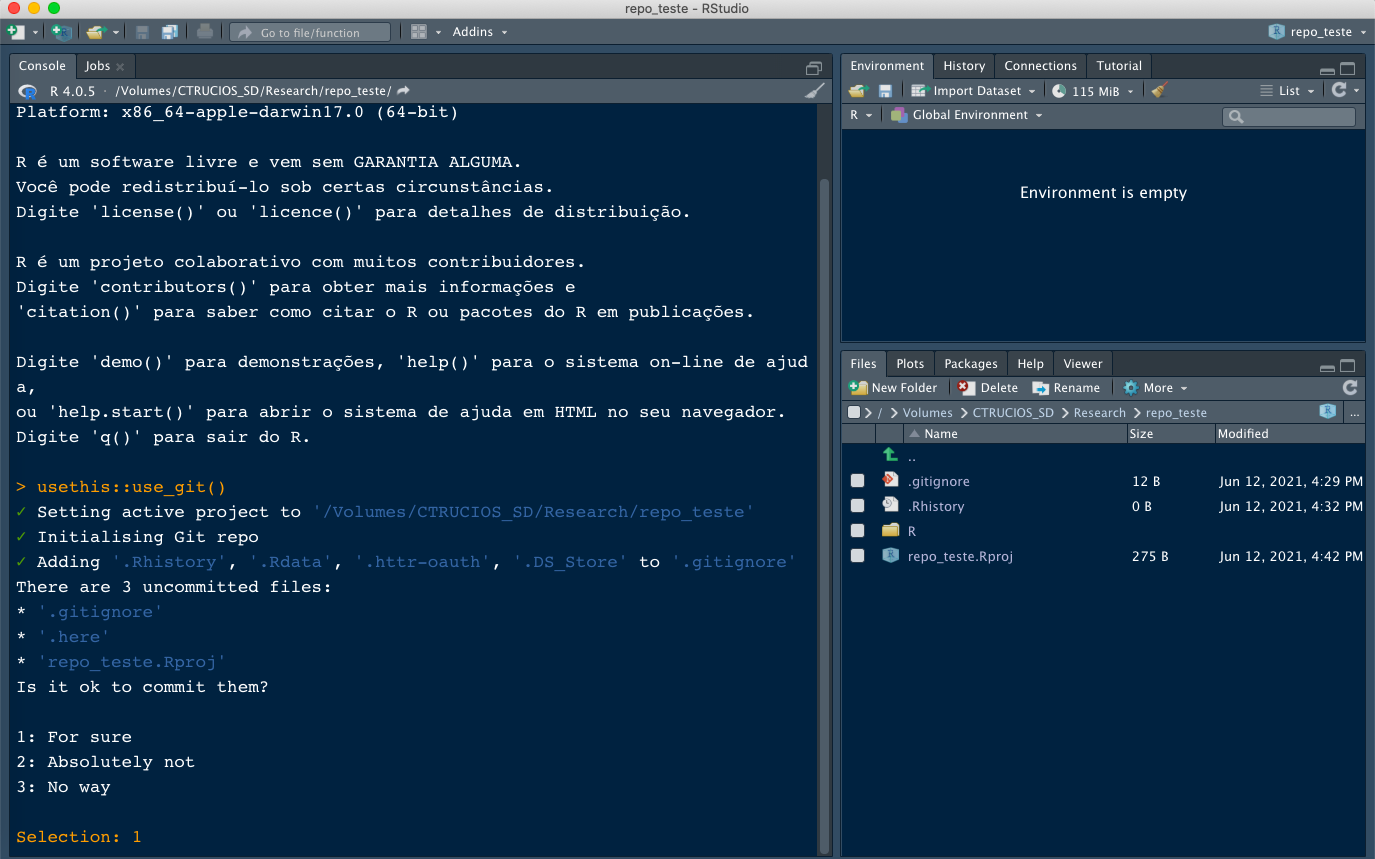 repo_teste - RStudio
Go to file/function
Addins
repo_teste
Console Jobs
R 4.0.5 · /Volumes/CTRUCIOS_SD/Research/repo_teste/
Platform: x86_64-apple-darwin17.0 (64-bit)
R é um software livre e vem sem GARANTIA ALGUMA.
Você pode redistribuí-lo sob certas circunstâncias.
Digite 'license()' ou 'licence()' para detalhes de distribuição.
R é um projeto colaborativo com muitos contribuidores.
Digite 'contributors()' para obter mais informações e
'citation()' para saber como citar o R ou pacotes do R em publicações.
Digite 'demo()' para demonstrações, 'help()' para o sistema on-line de ajud
a,
ou 'help.start()' para abrir o sistema de ajuda em HTML no seu navegador.
Digite 'q()' para sair do R.
> usethis::use_git()
✓ Setting active project to '/Volumes/CTRUCIOS_SD/Research/repo_teste'
✓ Initialising Git repo
✓ Adding '.Rhistory', '.Rdata', '.httr-oauth', '.DS_Store' to '.gitignore'
There are 3 uncommitted files:
* '.gitignore'
* '.here'
* 'repo_teste.Rproj'
Is it ok to commit them?
1: For sure
2: Absolutely not
3: No way
Selection: 1
Environment History Connections Tutorial
Import Dataset 115 MiB List
R Global Environment
Environment is empty
Files Plots Packages Help Viewer
New Folder Delete Rename More
/ Volumes CTRUCIOS_SD Research repo_teste ...
Name Size Modified
..
.gitignore 12 B Jun 12, 2021, 4:29 PM
.Rhistory 0 B Jun 12, 2021, 4:32 PM
R
repo_teste.Rproj 275 B Jun 12, 2021, 4:42 PM